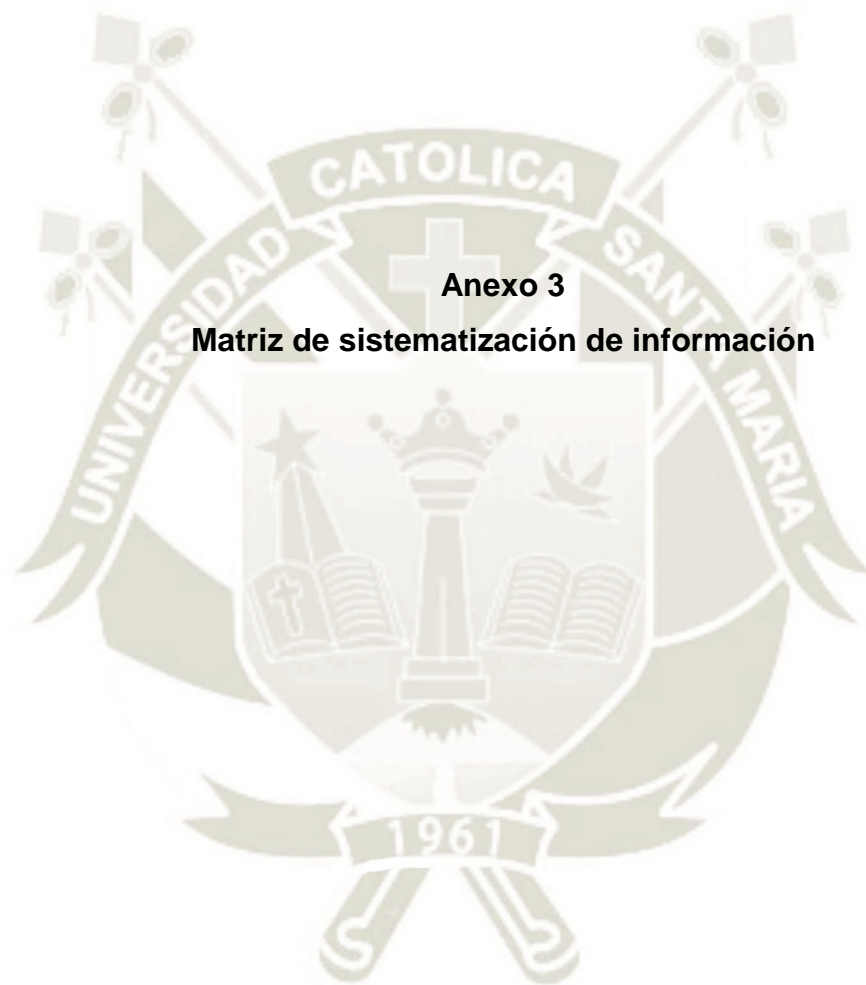 CATOLICA
UNIVERSIDAD
SANTA MARIA
Anexo 3
Matriz de sistematización de información
1961